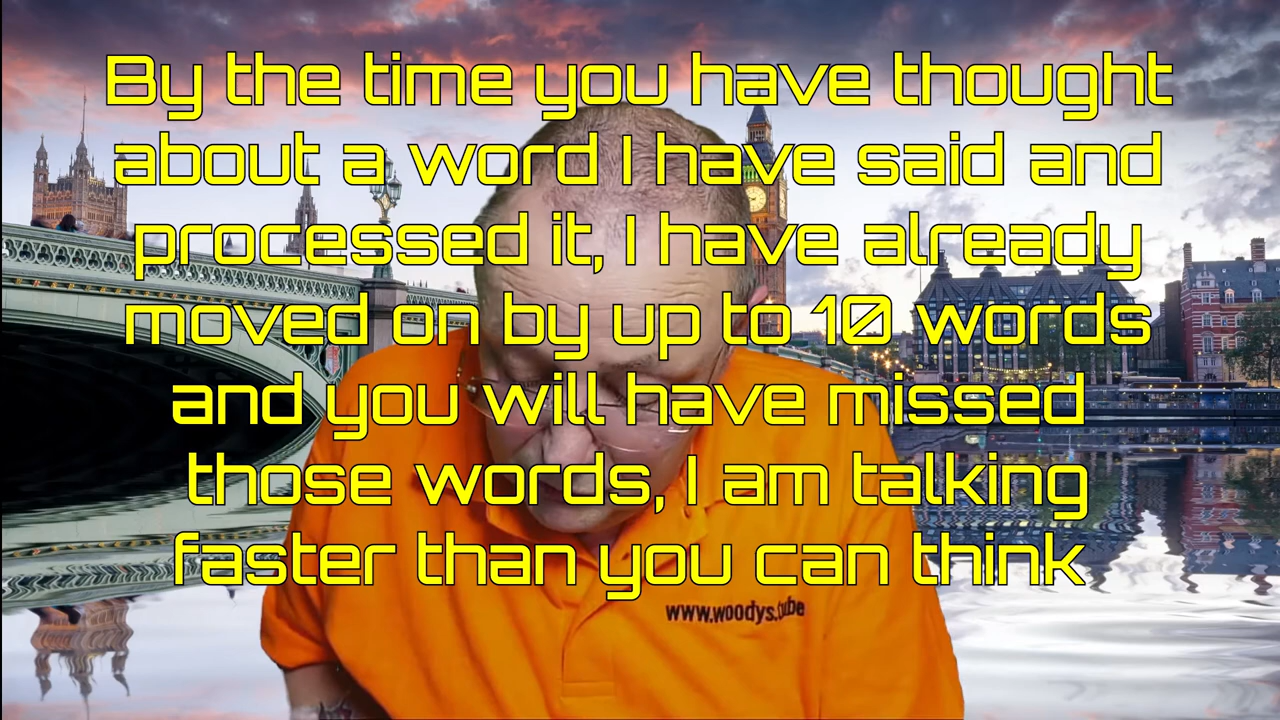 By the time you have thought
about a word I have said and
processed it, I have already
moved on by up to 10 words
and you will have missed
those words, I am talking
faster than you can think
www.woodys.tube